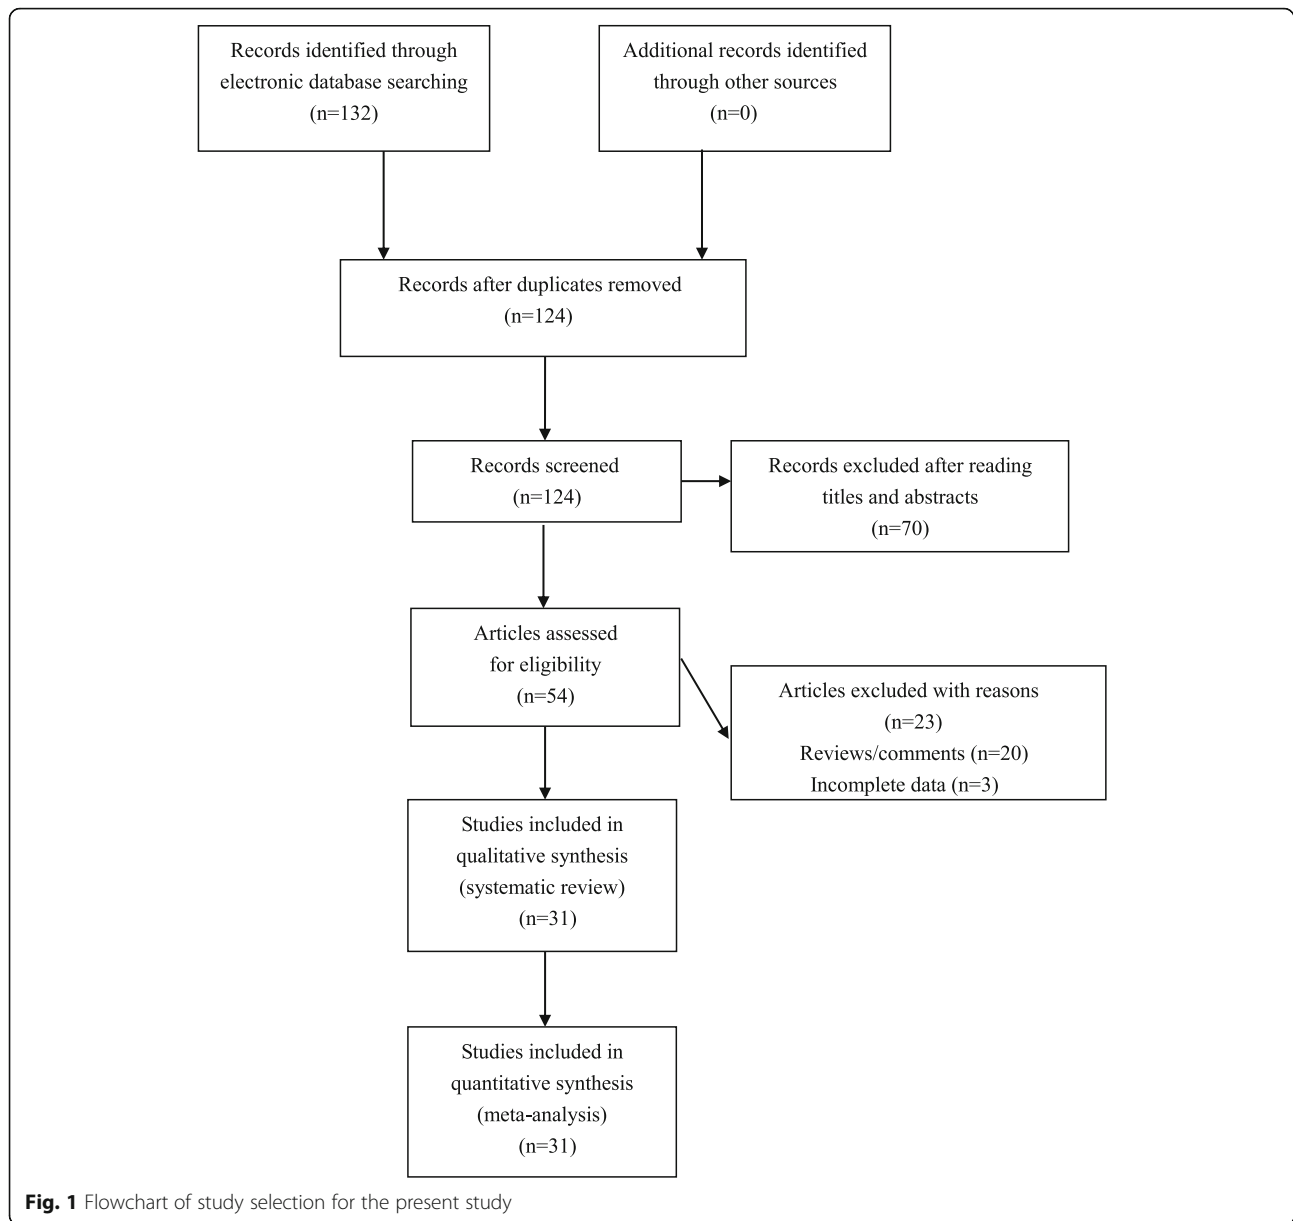 Records identified through
electronic database searching
(n=132)
Additional records identified
through other sources
(n=0)
Records after duplicates removed
(n=124)
Records screened
(n=124)
Records excluded after reading
titles and abstracts
(n=70)
Articles assessed
for eligibility
(n=54)
Articles excluded with reasons
(n=23)
Reviews/comments (n=20)
Incomplete data (n=3)
Studies included in
qualitative synthesis
(systematic review)
(n=31)
Studies included in
quantitative synthesis
(meta-analysis)
(n=31)
Fig. 1 Flowchart of study selection for the present study